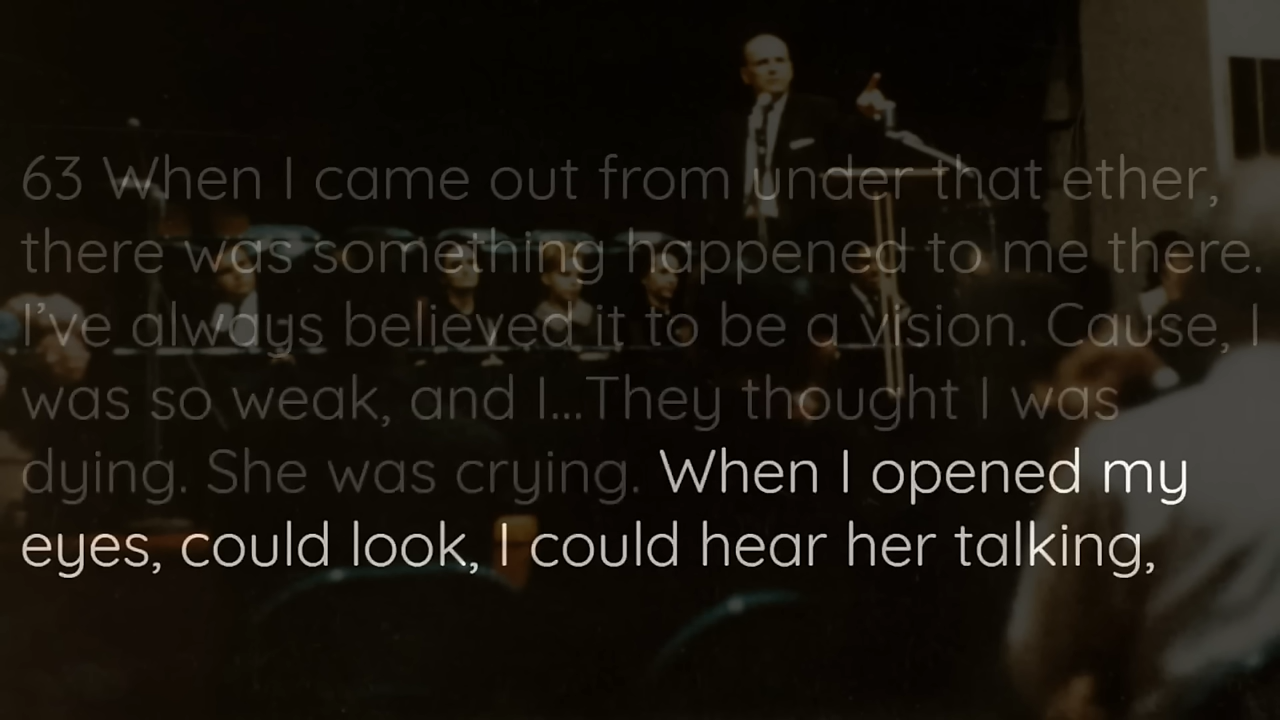 63 When I came out from under that ether,
there was something happened to me there.
I've always believed it to be a vision. Cause, I
was so weak, and I...They thought I was
dying. She was crying. When I opened my
eyes, could look, I could hear her talking,